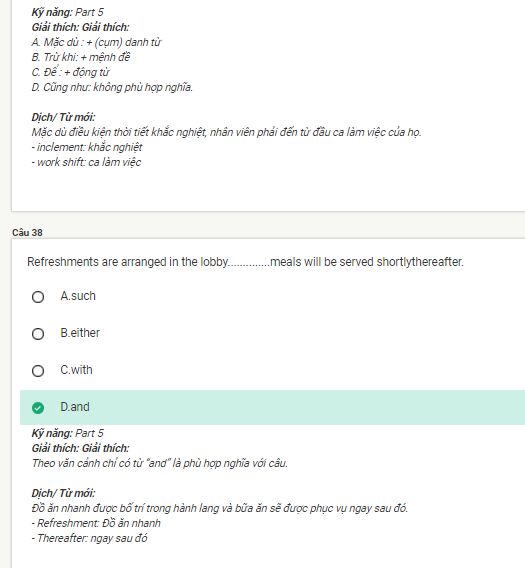 Kỹ năng: Part 5
Giải thích: Giải thích:
A. Mặc dù : + (cụm) danh từ
B. Trừ khi: + mệnh đề
C. Để : + động từ
D. Cũng như: không phù hợp nghĩa.
Dịch/ Từ mới:
Mặc dù điều kiện thời tiết khắc nghiệt, nhân viên phải đến từ đầu ca làm việc của họ.
- inclement: khắc nghiệt
- work shift: ca làm việc
Câu 38
Refreshments are arranged in the lobby..............meals will be served shortlythereafter.
A.such
B.either
C.with
D.and
Kỹ năng: Part 5
Giải thích: Giải thích:
Theo văn cảnh chỉ có từ "and" là phù hợp nghĩa với câu.
Dịch/ Từ mới:
Đồ ăn nhanh được bố trí trong hành lang và bữa ăn sẽ được phục vụ ngay sau đó.
- Refreshment: Đồ ăn nhanh
- Thereafter: ngay sau đó